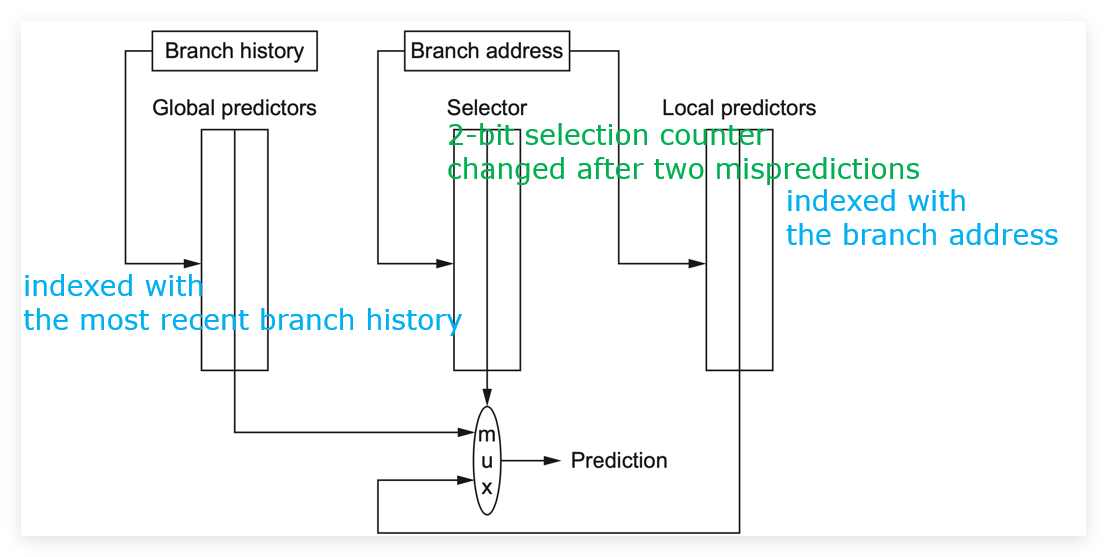 Branch history
Branch address
Global predictors
Selector
Local predictors
2-bit selection counter
changed after two mispredictions
indexed with
the branch address
indexed with
the most recent branch history
m
u
x
Prediction